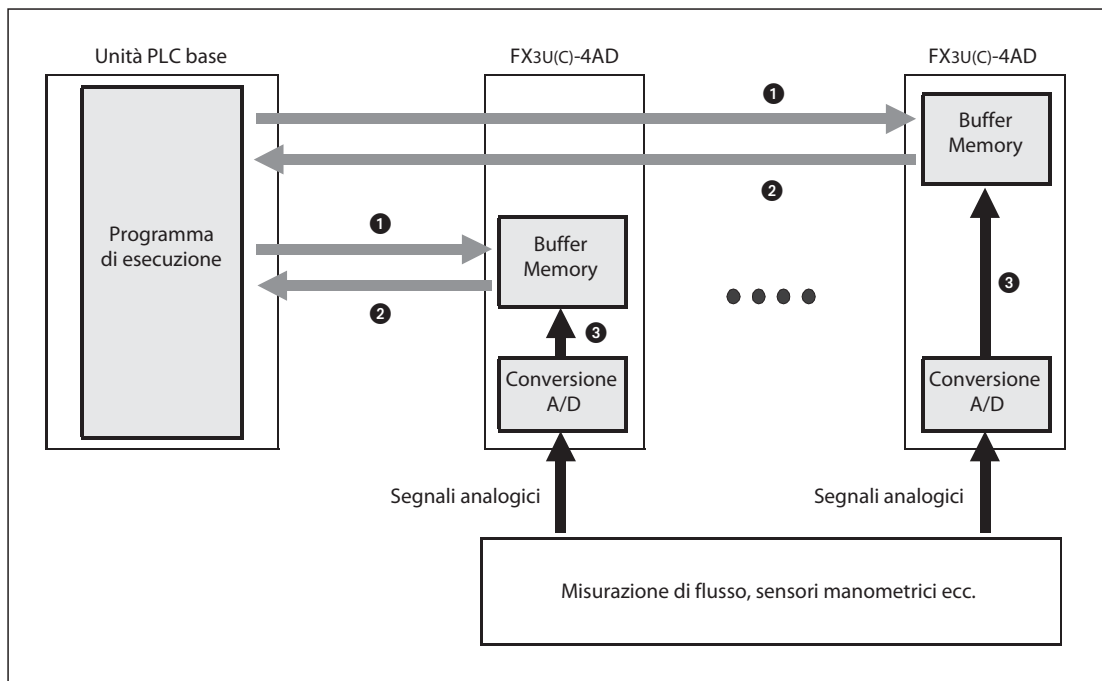 Unità PLC base
FX3U(C)-4AD
FX3U(C)-4AD
❶
Buffer
Memory
❷
Programma
di esecuzione
❶
Buffer
Memory
❷
❸
❸
Conversione
A/D
Conversione
A/D
Segnali analogici
Segnali analogici
Misurazione di flusso, sensori manometrici ecc.